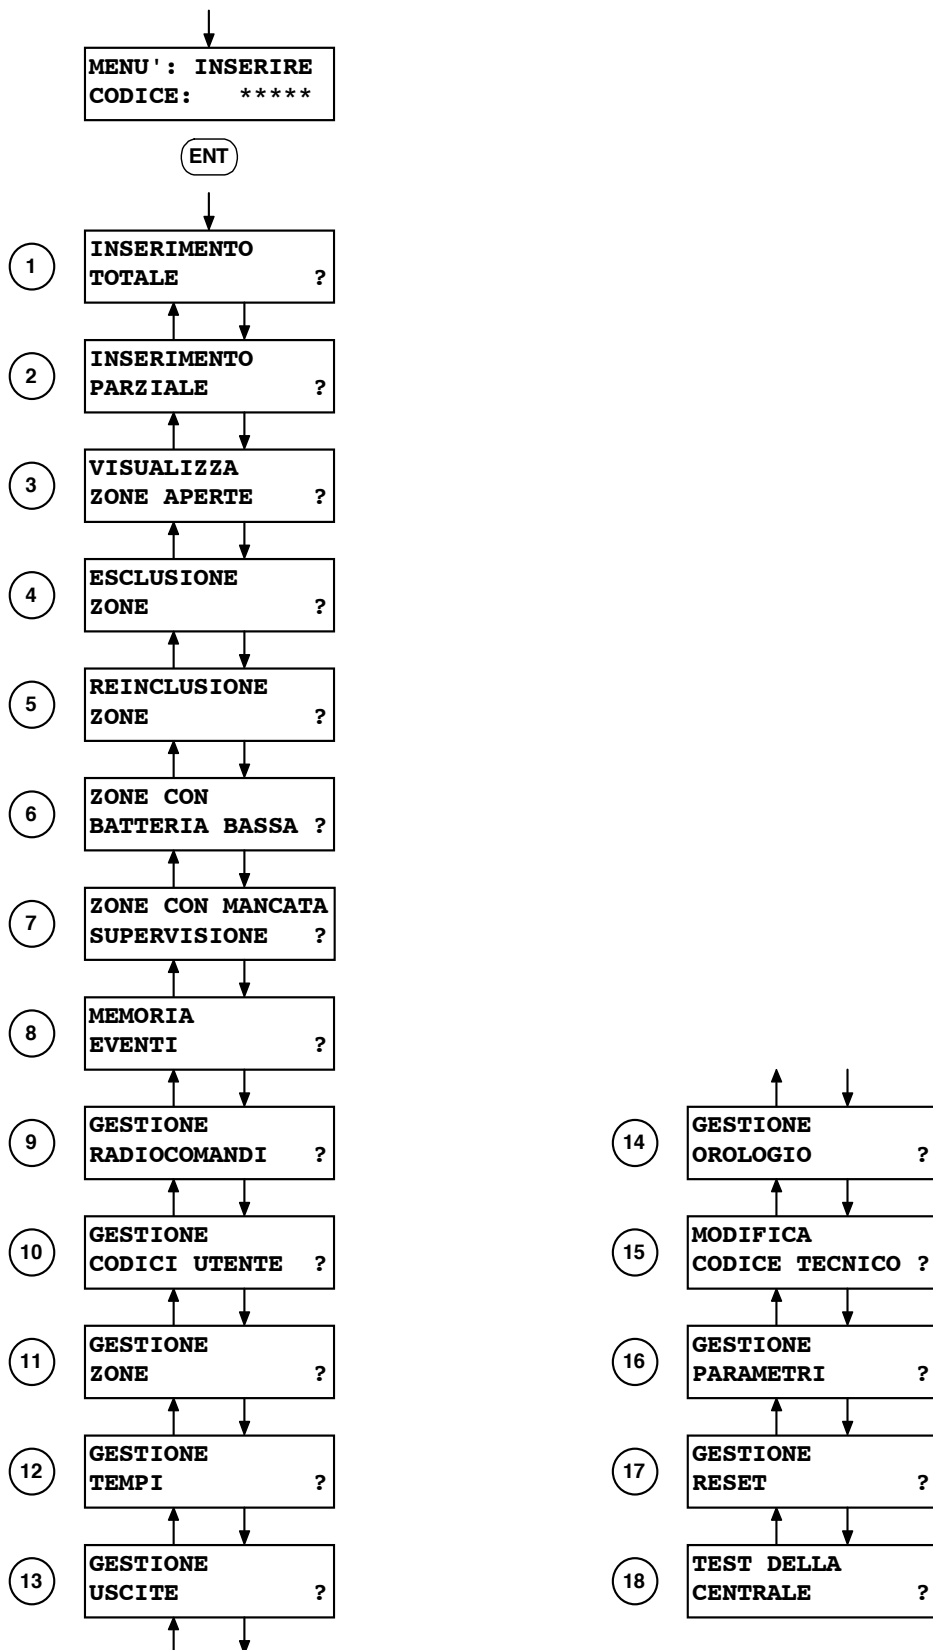 MENU': INSERIRE
CODICE: *****
ENT
1
INSERIMENTO
TOTALE ?
2
INSERIMENTO
PARZIALE ?
3
VISUALIZZA
ZONE APERTE ?
4
ESCLUSIONE
ZONE ?
5
REINCLUSIONE
ZONE ?
6
ZONE CON
BATTERIA BASSA ?
7
ZONE CON MANCATA
SUPERVISIONE ?
8
MEMORIA
EVENTI ?
9
GESTIONE
RADIOCOMANDI ?
10
GESTIONE
CODICI UTENTE ?
11
GESTIONE
ZONE ?
12
GESTIONE
TEMPI ?
13
GESTIONE
USCITE ?
14
GESTIONE
OROLOGIO ?
15
MODIFICA
CODICE TECNICO ?
16
GESTIONE
PARAMETRI ?
17
GESTIONE
RESET ?
18
TEST DELLA
CENTRALE ?